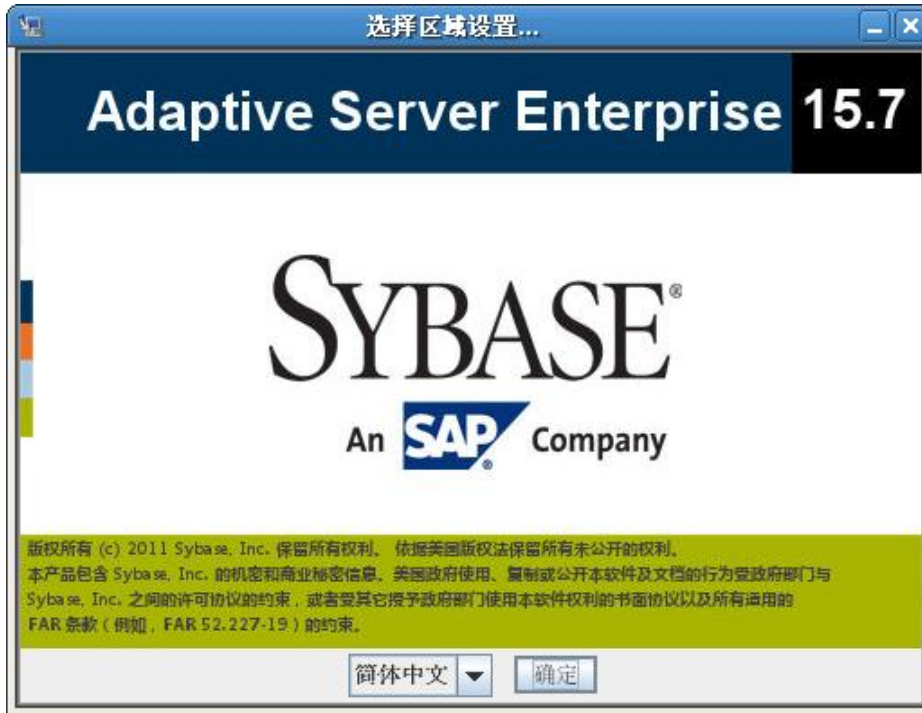 选择区域设置...
Adaptive Server Enterprise 15.7
SYBASE®
An SAP® Company
版权所有 (c) 2011 Sybase, Inc. 保留所有权利。 依据美国版权法保留所有未公开的权利。
本产品包含 Sybase, Inc. 的机密和商业秘密信息。美国政府使用、复制或公开本软件及文档的行为受政府部门与
Sybase, Inc. 之间的许可协议的约束，或者受其它授予政府部门使用本软件权利的书面协议以及所有适用的
FAR 条款（例如，FAR 52.227-19）的约束。
简体中文 确定